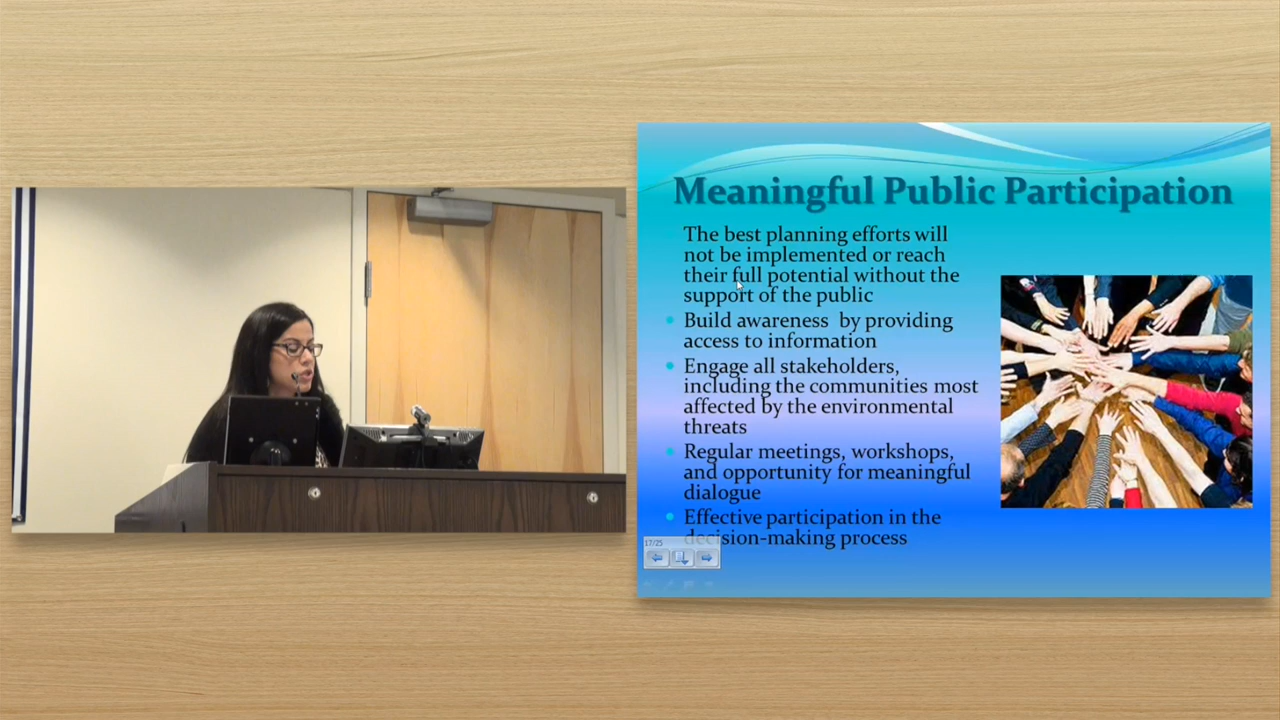 Meaningful Public Participation
The best planning efforts will
not be implemented or reach
their full potential without the
support of the public
Build awareness by providing
access to information
Engage all stakeholders,
including the communities most
affected by the environmental
threats
Regular meetings, workshops,
and opportunity for meaningful
dialogue
Effective participation in the
decision-making process
17/25